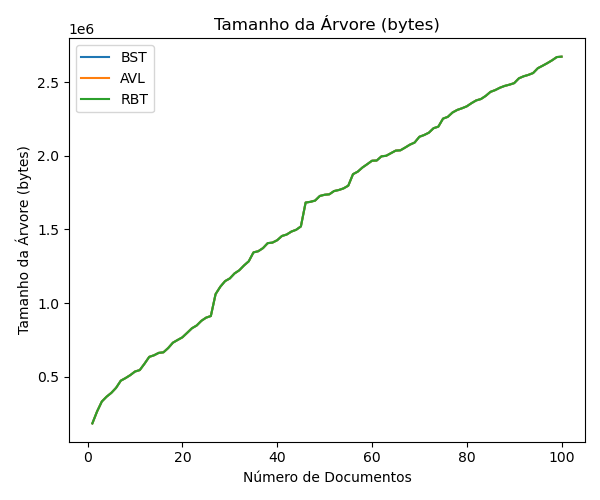 Tamanho da Árvore (bytes)
1e6
BST
AVL
RBT
2.5
2.0
1.5
1.0
0.5
Tamanho da Árvore (bytes)
0 20 40 60 80 100
Número de Documentos